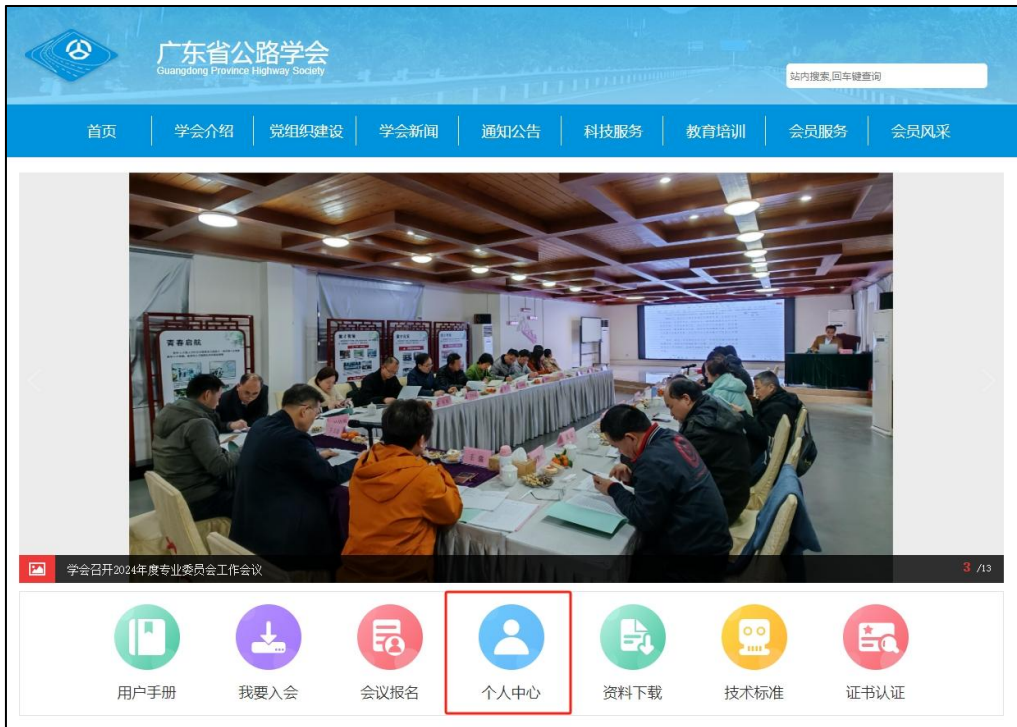 广东省公路学会
Guangdong Province Highway Society
站内搜索,回车键查询
首页 学会介绍 党组织建设 学会新闻 通知公告 科技服务 教育培训 会员服务 会员风采
青春启航
学会召开2024年度专业委员会工作会议
3 /13
用户手册 我要入会 会议报名 个人中心 资料下载 技术标准 证书认证